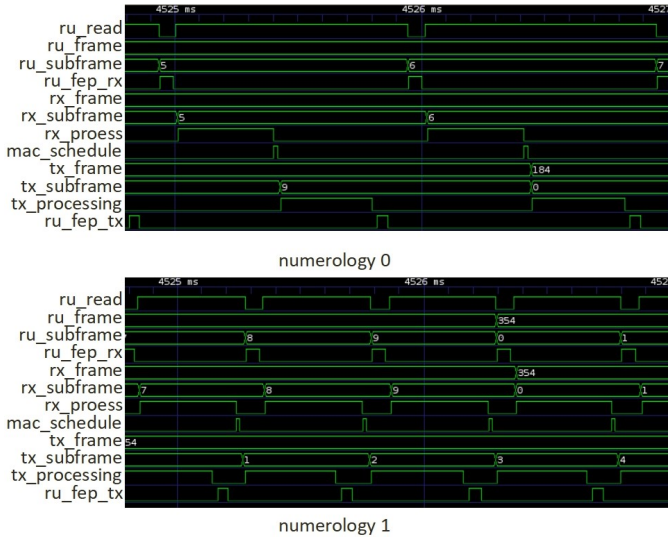 4525 ms 4526 ms 4527
ru_read
ru_frame
ru_subframe 5 6 7
ru_fep_rx
rx_frame
rx_subframe 5 6
rx_proess
mac_schedule
tx_frame 184
tx_subframe 9 0
tx_processing
ru_fep_tx
numerology 0
4525 ms 4526 ms 452
ru_read
ru_frame 354
ru_subframe 8 9 0 1
ru_fep_rx
rx_frame 354
rx_subframe 7 8 9 0 1
rx_proess
mac_schedule
tx_frame 54
tx_subframe 1 2 3 4
tx_processing
ru_fep_tx
numerology 1